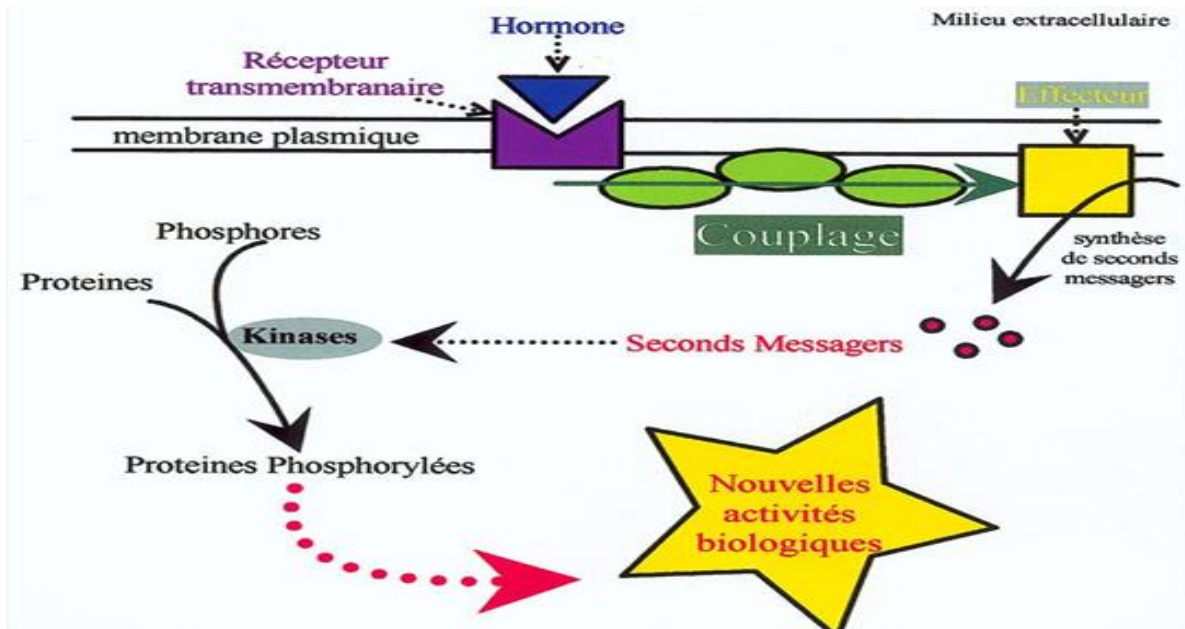 Hormone
Milieu extracellulaire
Récepteur
transmembranaire
Effecteur
membrane plasmique
Couplage
Phosphores
synthèse
de seconds
messagers
Proteines
Kinases
Seconds Messagers
Proteines Phosphorylées
Nouvelles
activités
biologiques